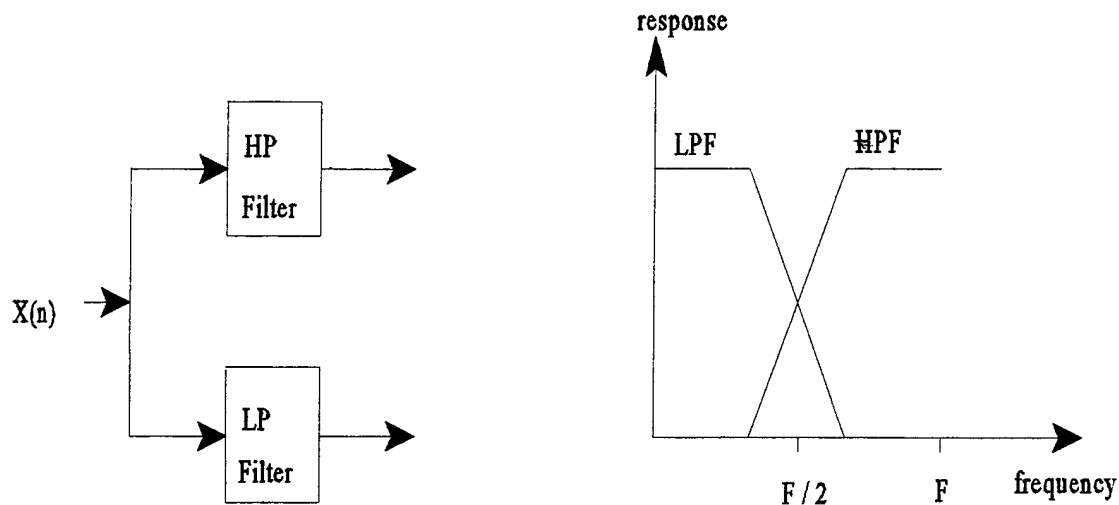 HP
Filter
X(n)
LP
Filter
response
LPF
HPF
F / 2
F
frequency